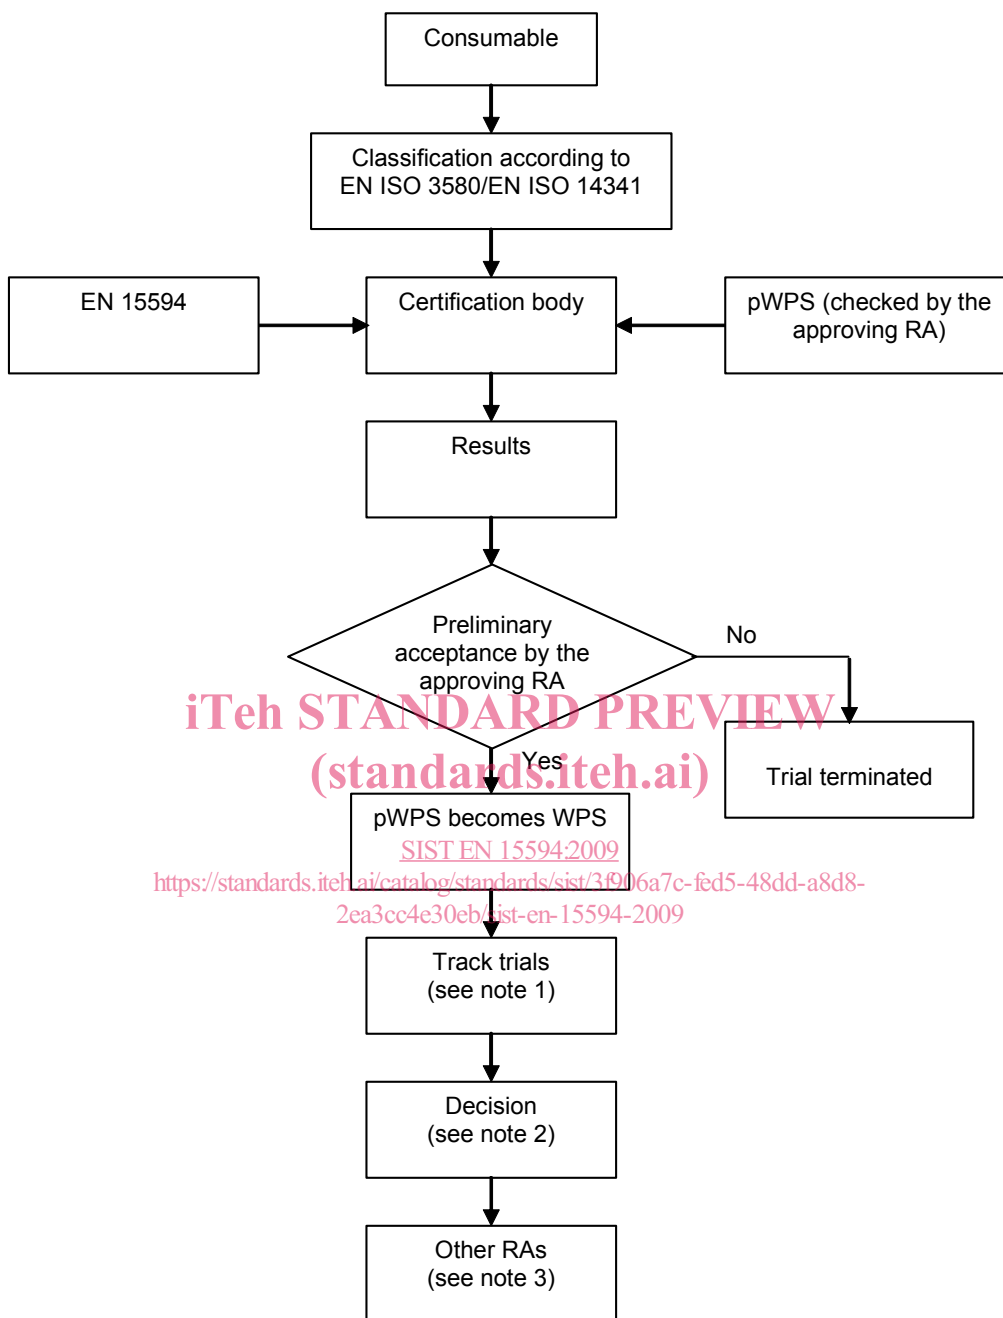 Consumable
Classification according to
EN ISO 3580/EN ISO 14341
EN 15594
Certification body
pWPS (checked by the
approving RA)
Results
Preliminary
acceptance by the
approving RA
No
iTeh STANDARD PREVIEW
Yes
(standards.iteh.ai)
Trial terminated
pWPS becomes WPS
SIST EN 15594:2009
https://standards.iteh.ai/catalog/standards/sist/3f906a7c-fed5-48dd-a8d8-
2ea3cc4e30eb/sist-en-15594-2009
Track trials
(see note 1)
Decision
(see note 2)
Other RAs
(see note 3)